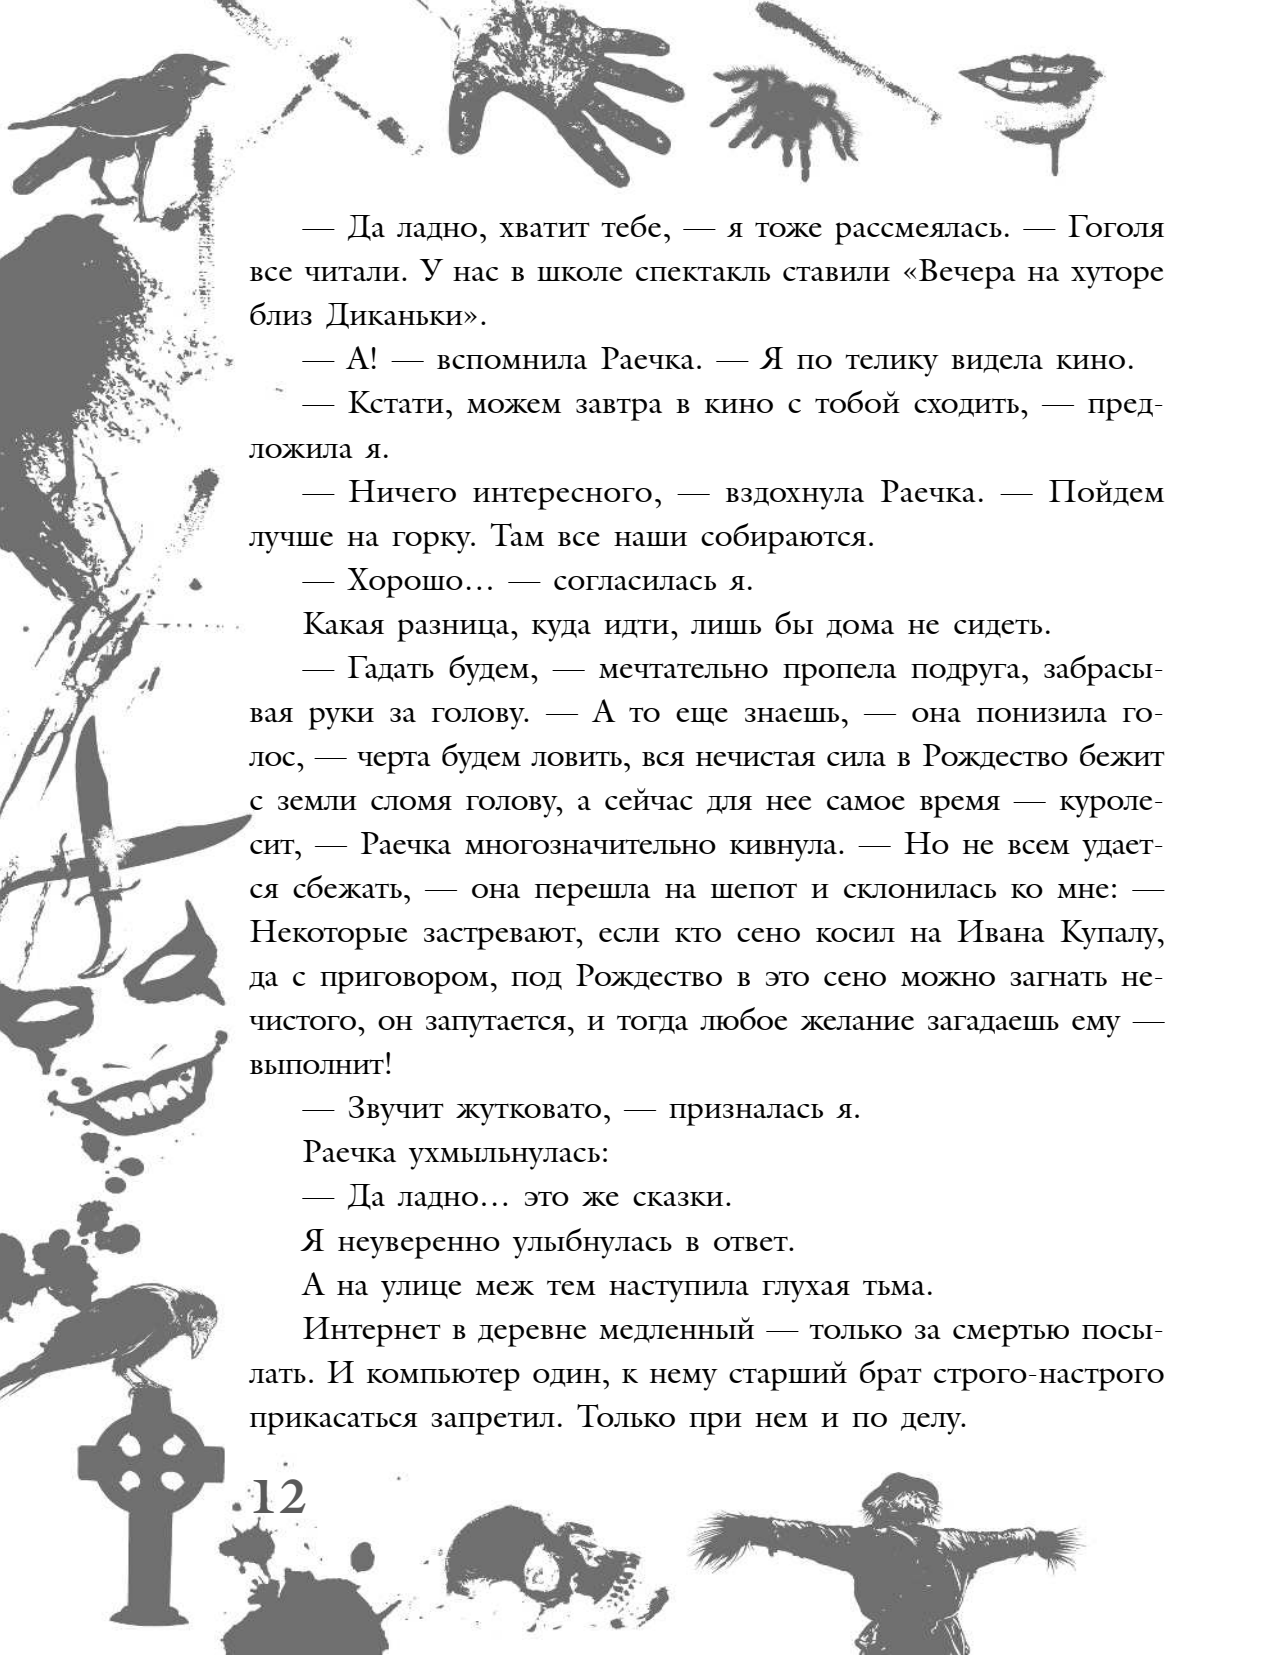 — Да ладно, хватит тебе, — я тоже рассмеялась. — Гоголя
все читали. У нас в школе спектакль ставили «Вечера на хуторе
близ Диканьки».
— А! — вспомнила Раечка. — Я по телику видела кино.
— Кстати, можем завтра в кино с тобой сходить, — пред-
ложила я.
— Ничего интересного, — вздохнула Раечка. — Пойдем
лучше на горку. Там все наши собираются.
— Хорошо… — согласилась я.
Какая разница, куда идти, лишь бы дома не сидеть.
— Гадать будем, — мечтательно пропела подруга, забрасы-
вая руки за голову. — А то еще знаешь, — она понизила го-
лос, — черта будем ловить, вся нечистая сила в Рождество бежит
с земли сломя голову, а сейчас для нее самое время — куроле-
сит, — Раечка многозначительно кивнула. — Но не всем удает-
ся сбежать, — она перешла на шепот и склонилась ко мне: —
Некоторые застревают, если кто сено косил на Ивана Купалу,
да с приговором, под Рождество в это сено можно загнать не-
чистого, он запутается, и тогда любое желание загадаешь ему —
выполнит!
— Звучит жутковато, — призналась я.
Раечка ухмыльнулась:
— Да ладно… это же сказки.
Я неуверенно улыбнулась в ответ.
А на улице меж тем наступила глухая тьма.
Интернет в деревне медленный — только за смертью посы-
лать. И компьютер один, к нему старший брат строго-настрого
прикасаться запретил. Только при нем и по делу.
12